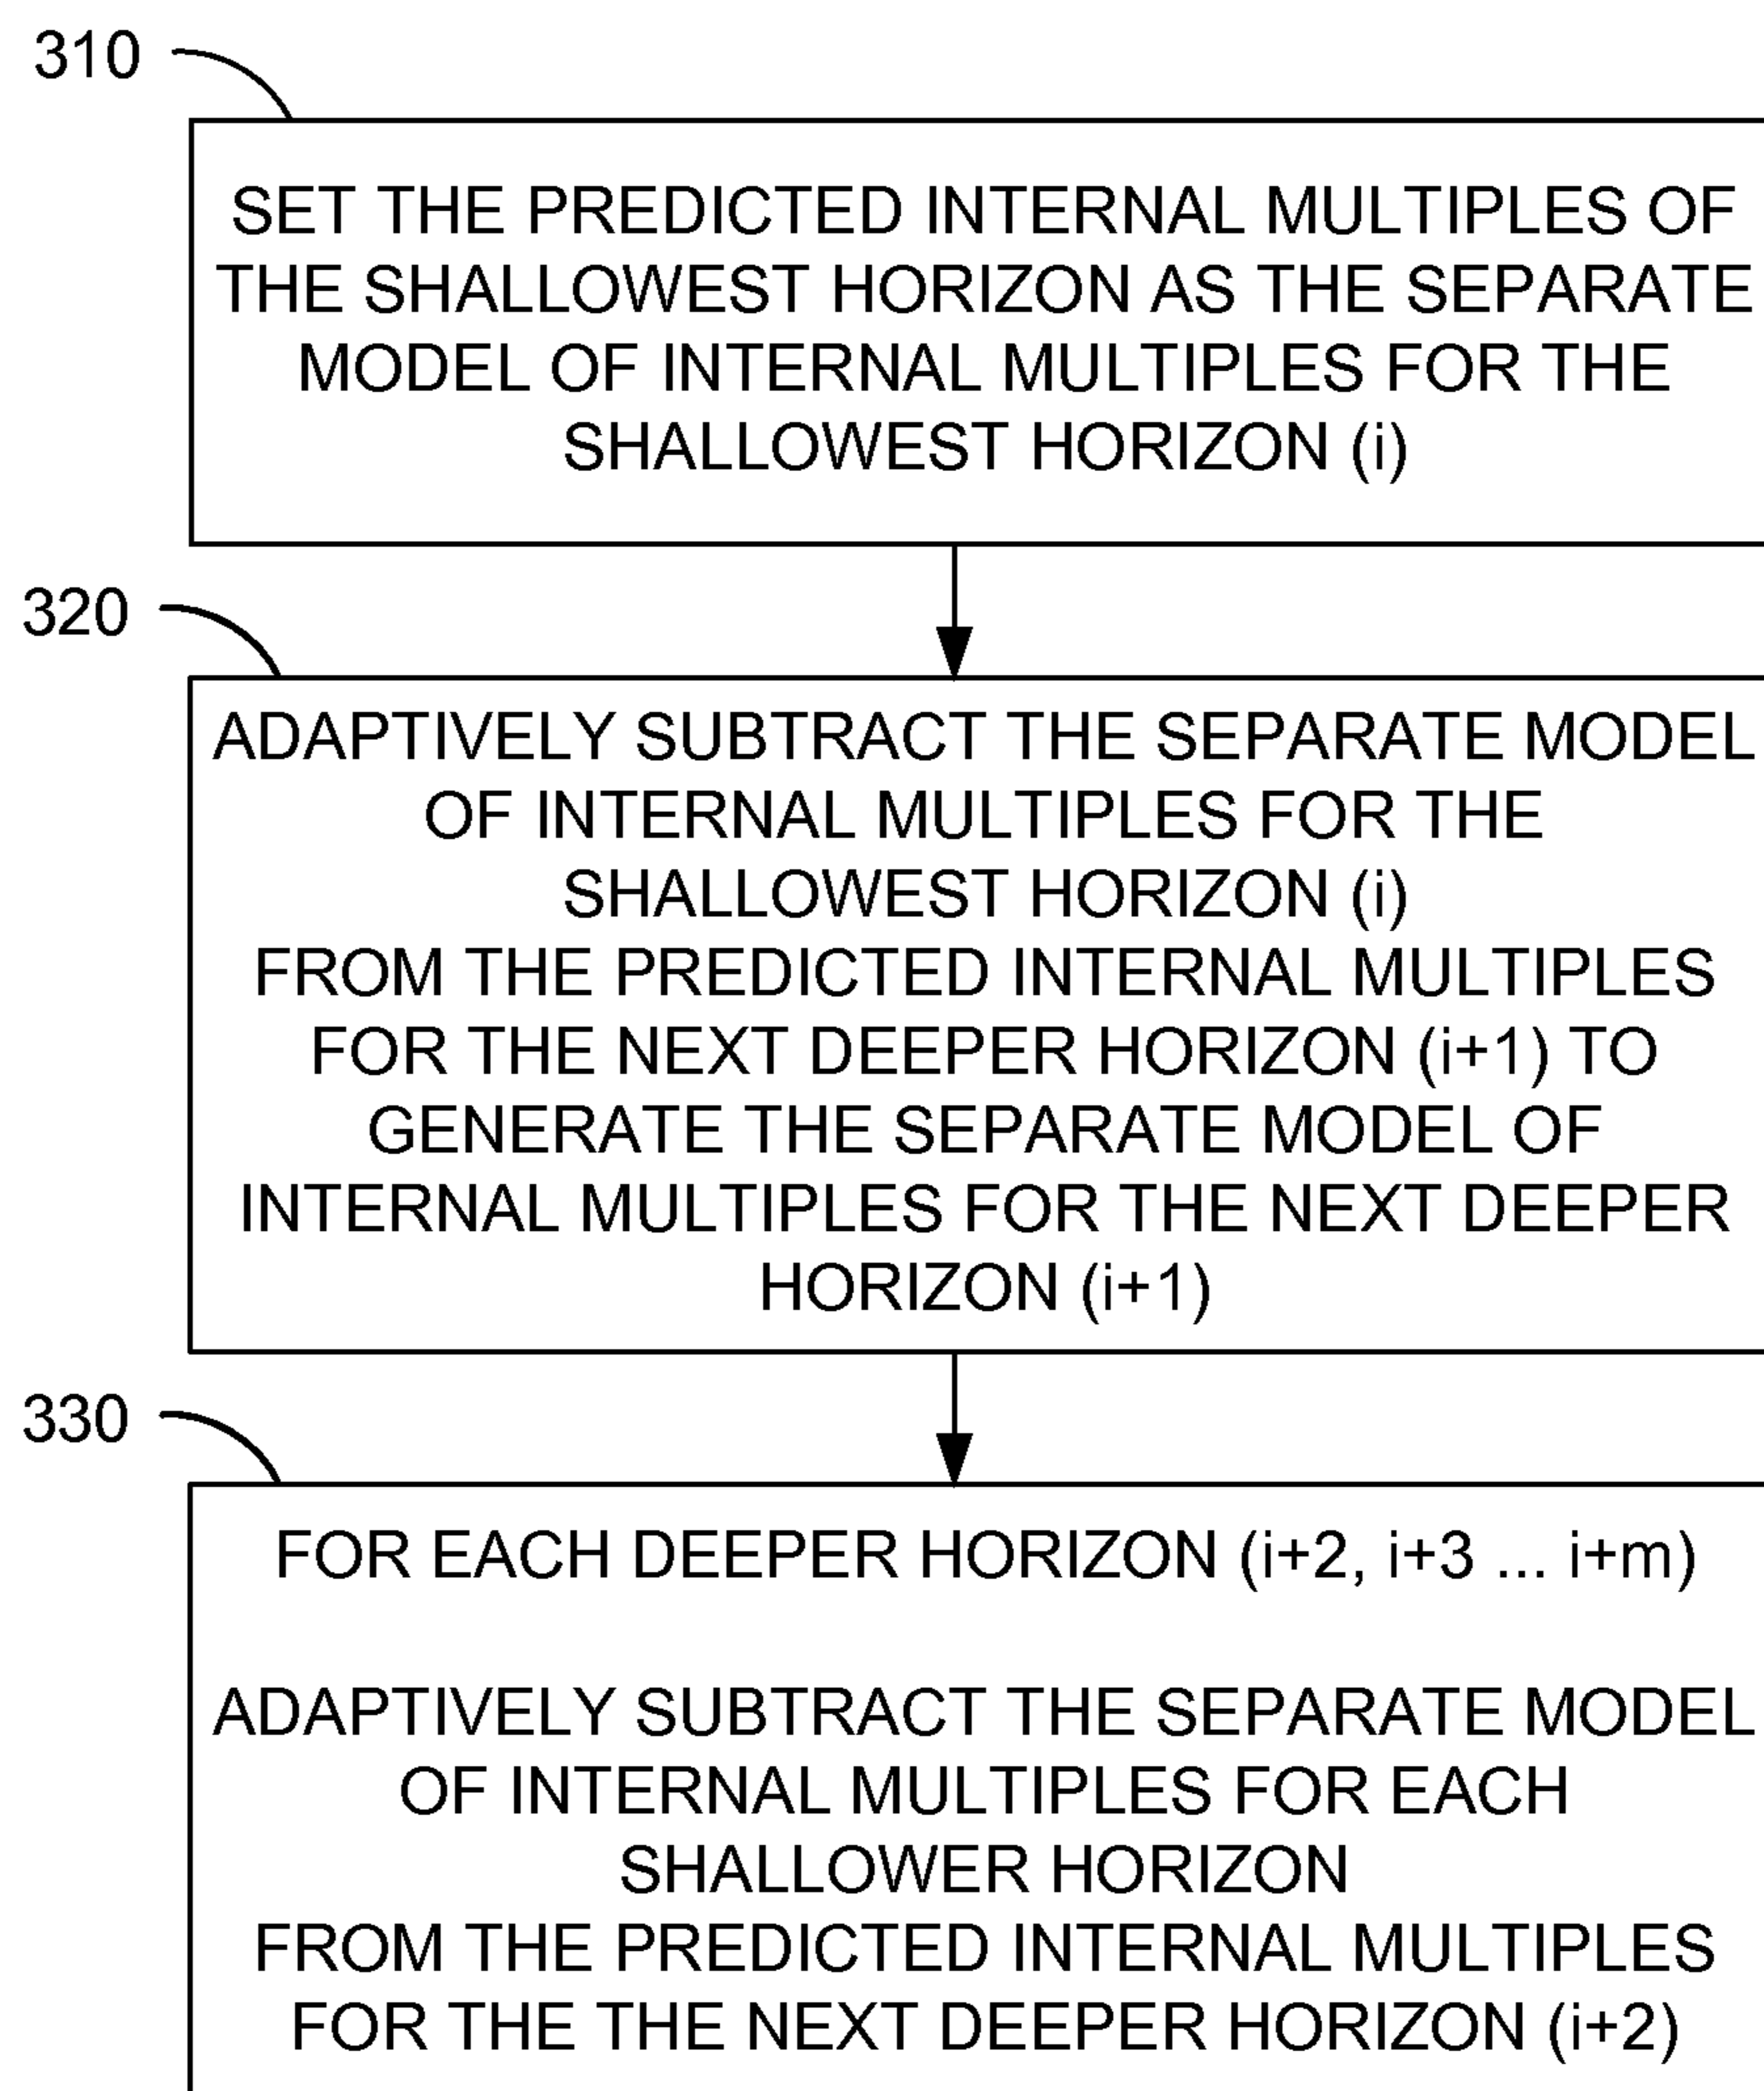 310
SET THE PREDICTED INTERNAL MULTIPLES OF
THE SHALLOWEST HORIZON AS THE SEPARATE
MODEL OF INTERNAL MULTIPLES FOR THE
SHALLOWEST HORIZON (i)
320
ADAPTIVELY SUBTRACT THE SEPARATE MODEL
OF INTERNAL MULTIPLES FOR THE
SHALLOWEST HORIZON (i)
FROM THE PREDICTED INTERNAL MULTIPLES
FOR THE NEXT DEEPER HORIZON (i+1) TO
GENERATE THE SEPARATE MODEL OF
INTERNAL MULTIPLES FOR THE NEXT DEEPER
HORIZON (i+1)
330
FOR EACH DEEPER HORIZON (i+2, i+3 ... i+m)
ADAPTIVELY SUBTRACT THE SEPARATE MODEL
OF INTERNAL MULTIPLES FOR EACH
SHALLOWER HORIZON
FROM THE PREDICTED INTERNAL MULTIPLES
FOR THE THE NEXT DEEPER HORIZON (i+2)